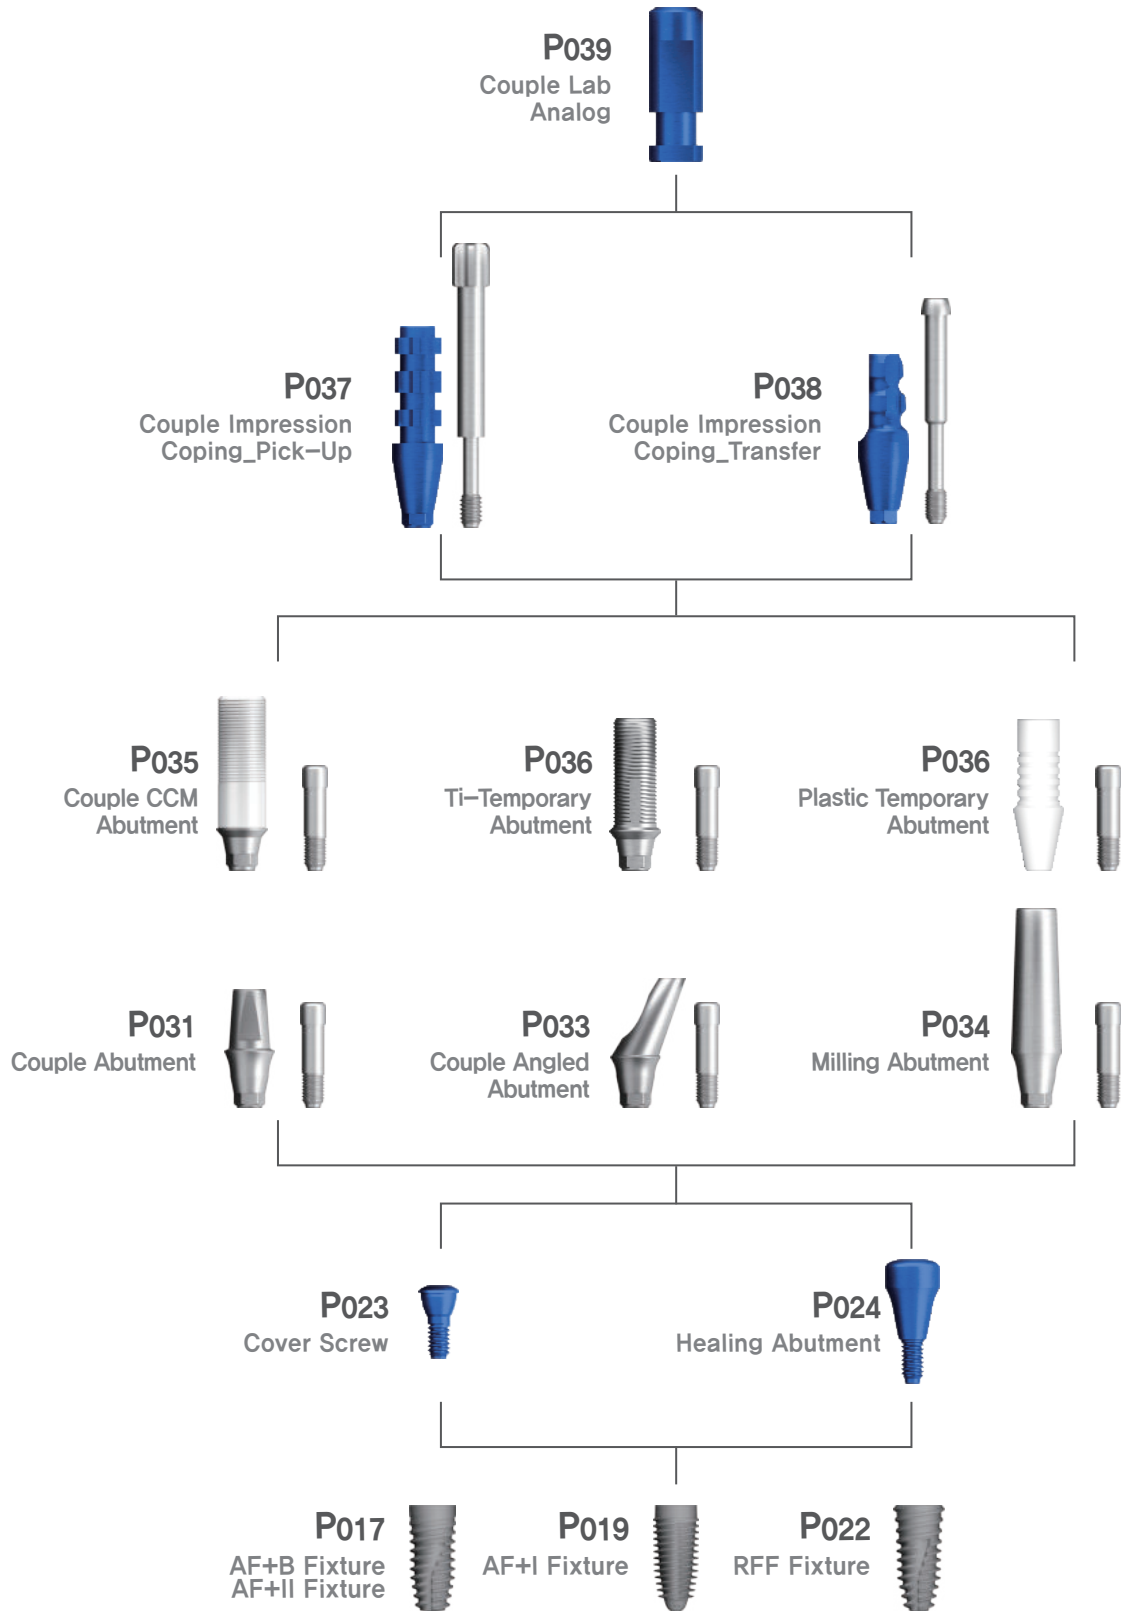 P039
Couple Lab
Analog
P037
Couple Impression
Coping_Pick-Up
P038
Couple Impression
Coping_Transfer
P035
Couple CCM
Abutment
P036
Ti-Temporary
Abutment
P036
Plastic Temporary
Abutment
P031
Couple Abutment
P033
Couple Angled
Abutment
P034
Milling Abutment
P023
Cover Screw
P024
Healing Abutment
P017
AF+B Fixture
AF+II Fixture
P019
AF+I Fixture
P022
RFF Fixture